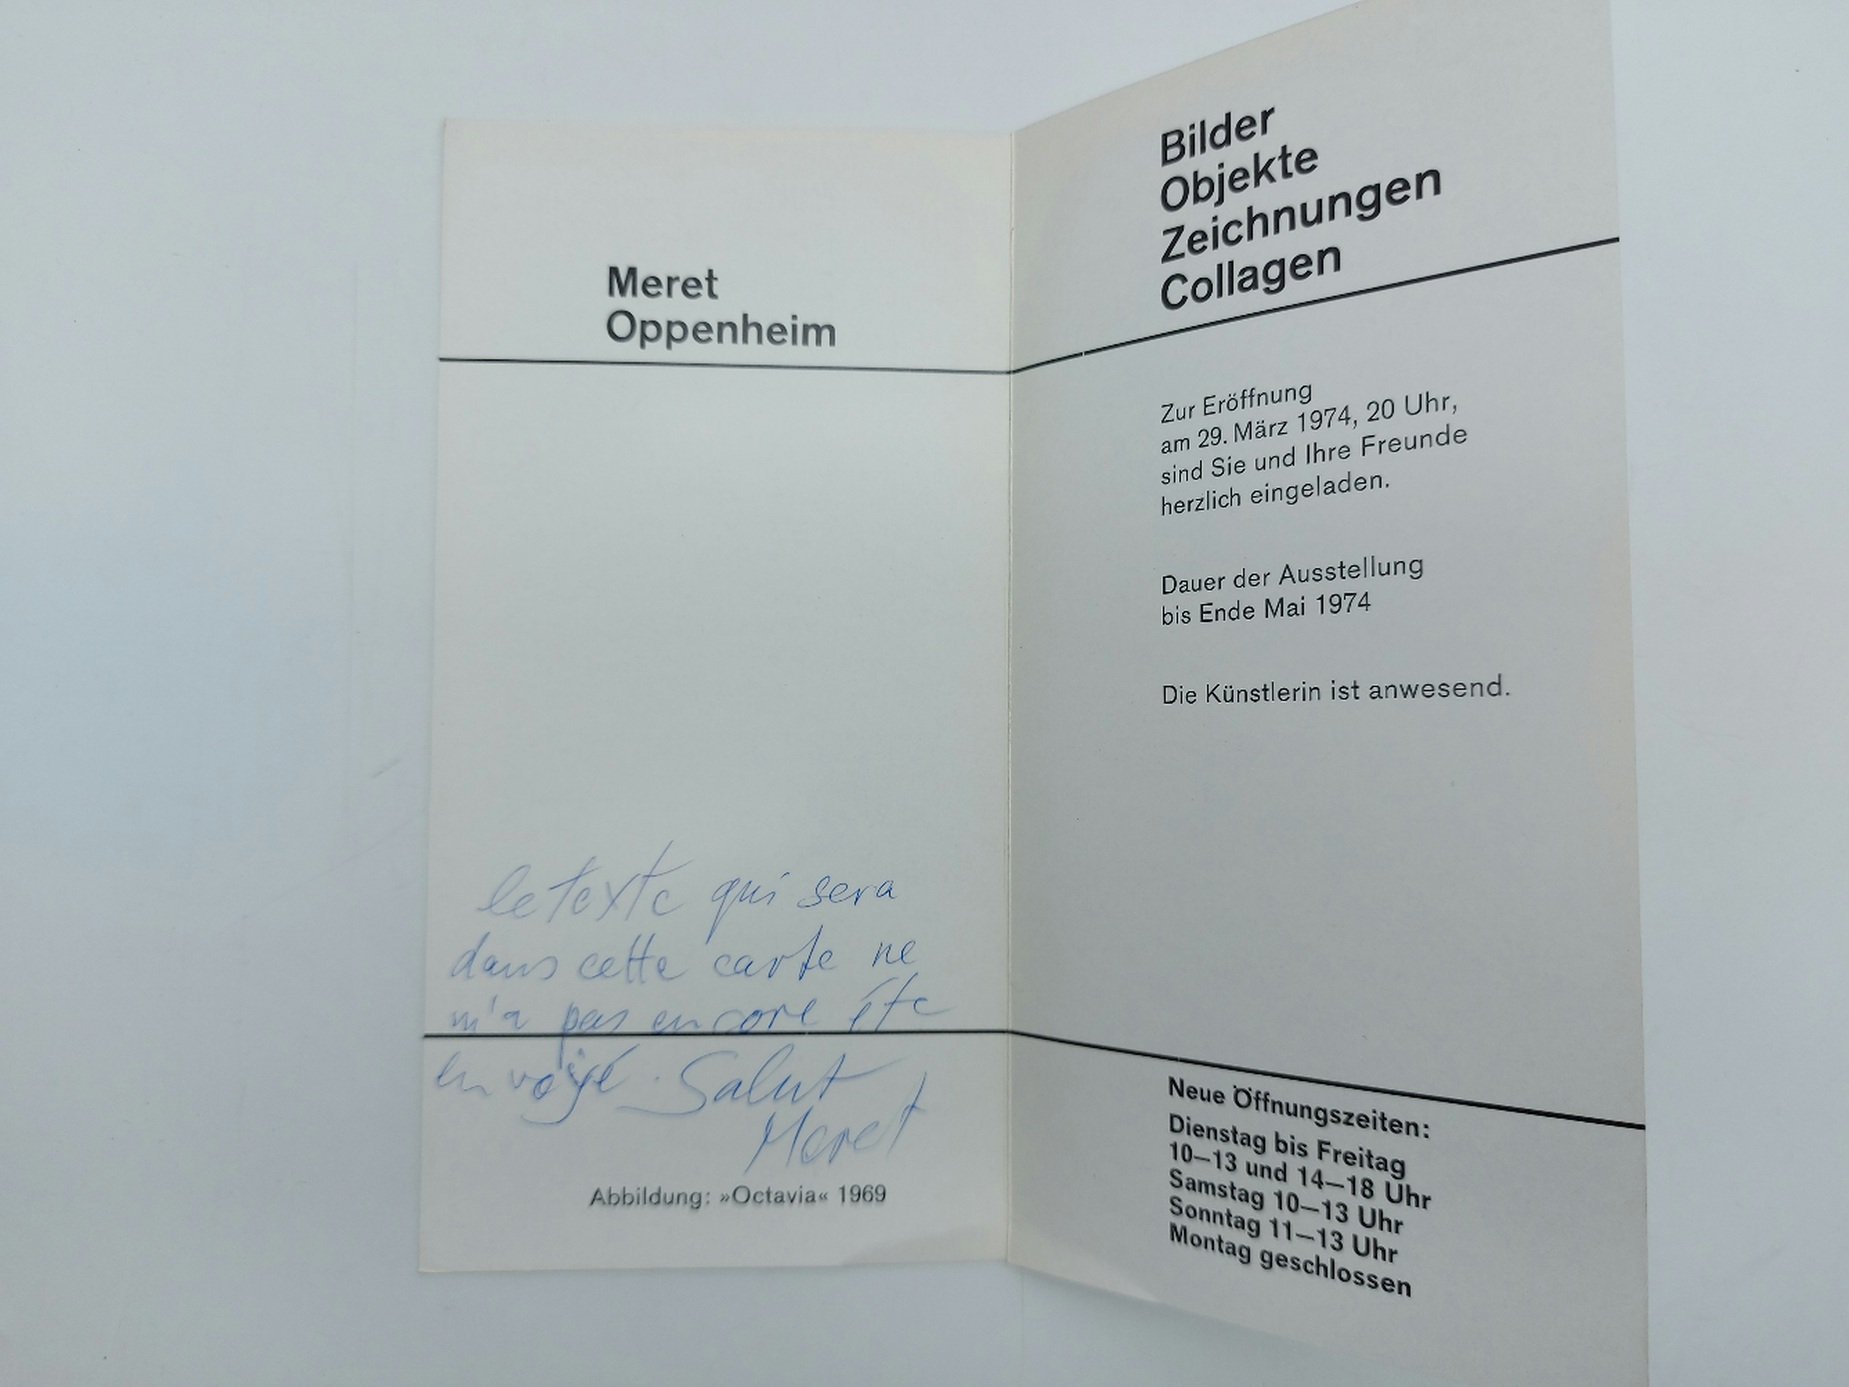 Meret
Oppenheim
le texte qui sera
dans cette carte ne
m'a pas encore été
envoyé. Salut
Meret
Abbildung: »Octavia« 1969
Bilder
Objekte
Zeichnungen
Collagen
Zur Eröffnung
am 29. März 1974, 20 Uhr,
sind Sie und Ihre Freunde
herzlich eingeladen.
Dauer der Ausstellung
bis Ende Mai 1974
Die Künstlerin ist anwesend.
Neue Öffnungszeiten:
Dienstag bis Freitag
10–13 und 14–18 Uhr
Samstag 10–13 Uhr
Sonntag 11–13 Uhr
Montag geschlossen